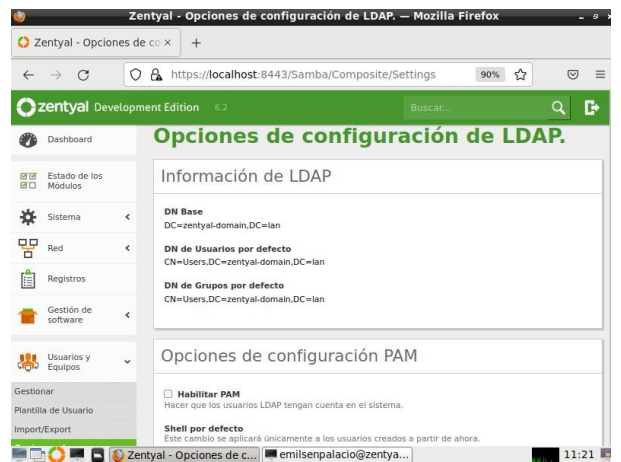 Zentyal - Opciones de configuración de LDAP. — Mozilla Firefox
Zentyal - Opciones de co
https://localhost:8443/Samba/Composite/Settings 90%
zentyal Development Edition 6.2 Buscar...
Dashboard
Estado de los
Módulos
Sistema
Red
Registros
Gestión de
software
Usuarios y
Equipos
Gestionar
Plantilla de Usuario
Import/Export
Opciones de configuración de LDAP.
Información de LDAP
DN Base
DC=zentyal-domain,DC=lan
DN de Usuarios por defecto
CN=Users,DC=zentyal-domain,DC=lan
DN de Grupos por defecto
CN=Users,DC=zentyal-domain,DC=lan
Opciones de configuración PAM
Habilitar PAM
Hacer que los usuarios LDAP tengan cuenta en el sistema.
Shell por defecto
Este cambio se aplicará únicamente a los usuarios creados a partir de ahora.
Zentyal - Opciones de c... emilsenpalacio@zentya... 11:21